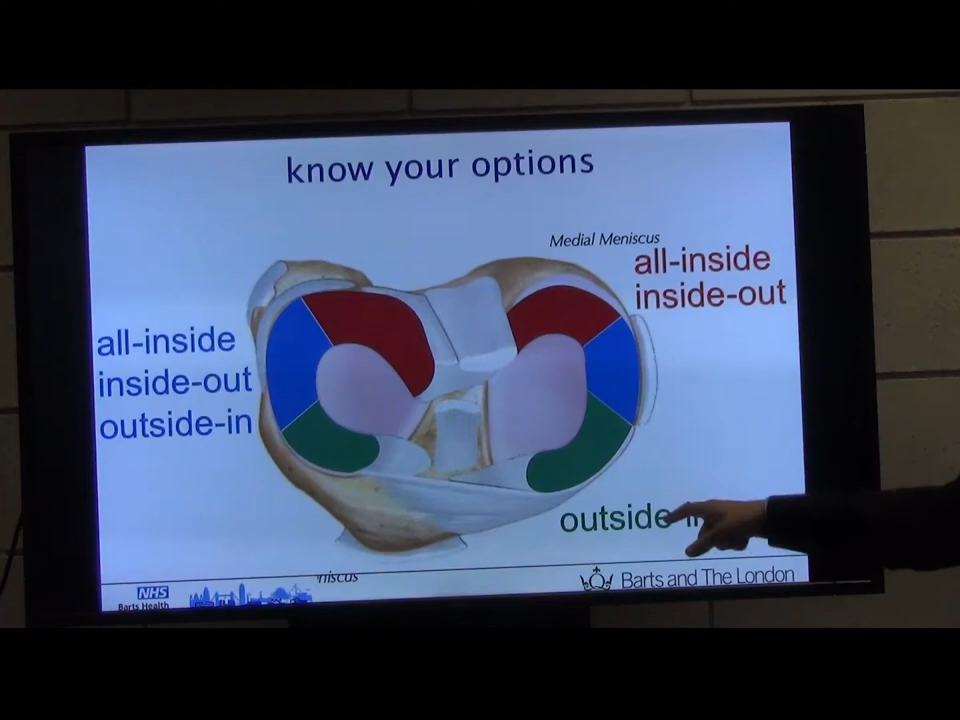 know your options
Medial Meniscus
all-inside
inside-out
all-inside
inside-out
outside-in
outside-i
niscus
NHS
Barts Health
Barts and The London